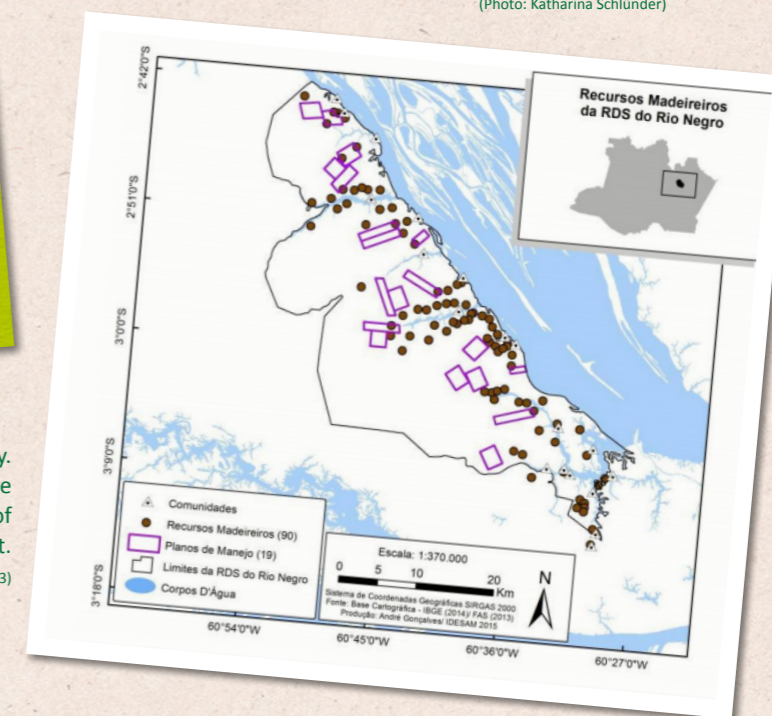 (Photo: Katharina Schlünder)
Recursos Madeireiros
da RDS do Rio Negro
2°42'0"S
2°51'0"S
3°0'0"S
3°9'0"S
3°18'0"S
y.
e
of
t.
3)
Comunidades
Recursos Madeireiros (90)
Planos de Manejo (19)
Limites da RDS do Rio Negro
Corpos D'Água
Escala: 1:370.000
0 5 10 20
Km
N
Sistema de Coordenadas Geográficas SIRGAS 2000
Fonte: Base Cartográfica - IBGE (2014)/ FAS (2013)
Produção: André Gonçalves/ IDESAM 2015
60°54'0"W
60°45'0"W
60°36'0"W
60°27'0"W